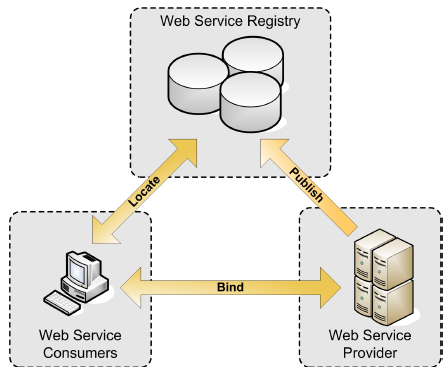 Web Service Registry
Locate
Publish
Bind
Web Service
Consumers
Web Service
Provider